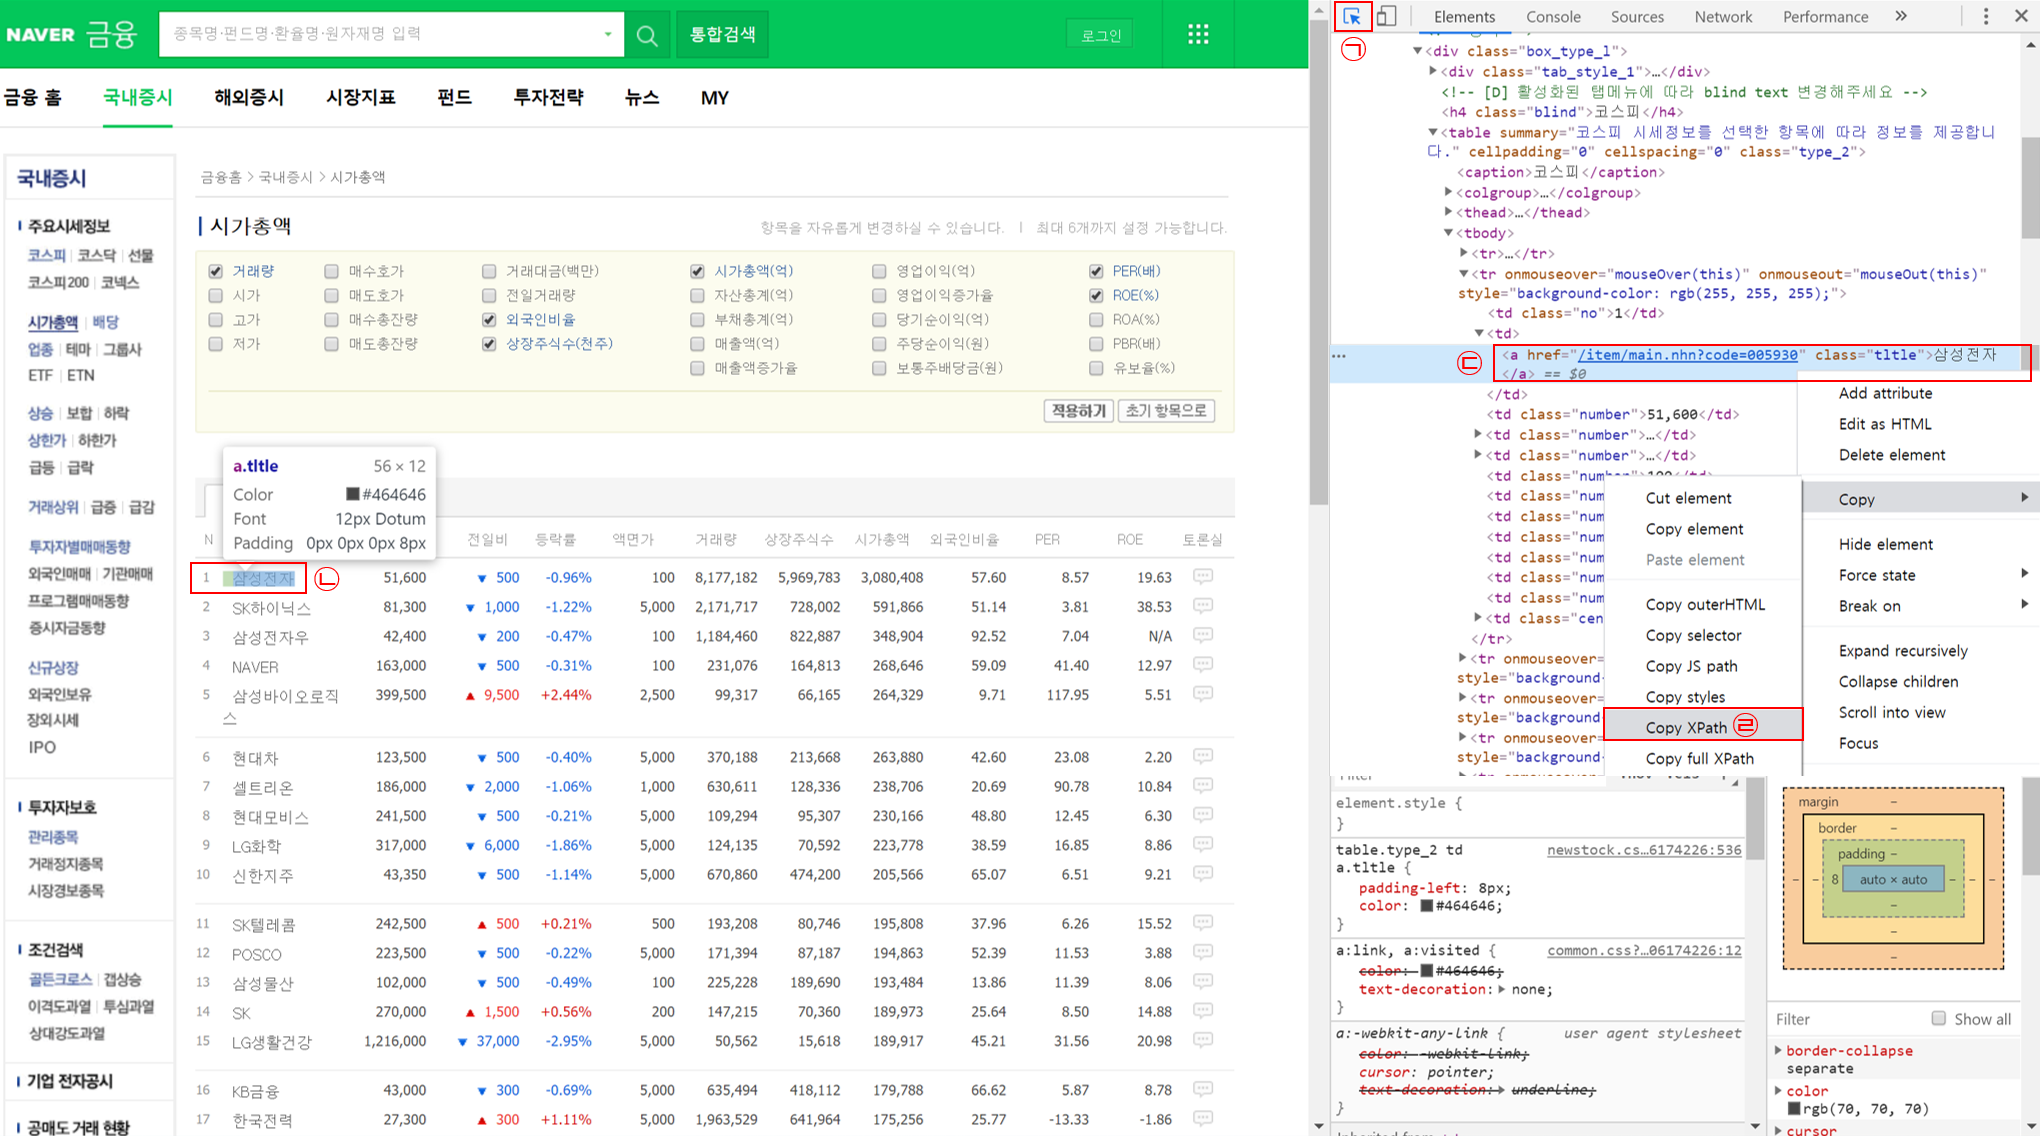 NAVER 금융
종목명·펀드명·환율명·원자재명 입력
통합검색
로그인
금융 홈 국내증시 해외증시 시장지표 펀드 투자전략 뉴스 MY
국내증시
주요시세정보
코스피 코스닥 선물
코스피200 코넥스
시가총액 배당
업종 테마 그룹사
ETF ETN
상승 보합 하락
상한가 하한가
급등 급락
거래상위 급증 급감
투자자별매매동향
외국인매매 기관매매
프로그램매매동향
증시자금동향
신규상장
외국인보유
장외시세
IPO
투자자보호
관리종목
거래정지종목
시장경보종목
조건검색
골든크로스 갭상승
이격도과열 투심과열
상대강도과열
기업 전자공시
공매도 거래 현황
금융홈 > 국내증시 > 시가총액
시가총액
항목을 자유롭게 변경하실 수 있습니다. | 최대 6개까지 설정 가능합니다.
거래량 매수호가 거래대금(백만) 시가총액(억) 영업이익(억) PER(배)
시가 매도호가 전일거래량 자산총계(억) 영업이익증가율 ROE(%)
고가 매수총잔량 외국인비율 부채총계(억) 당기순이익(억) ROA(%)
저가 매도총잔량 상장주식수(천주) 매출액(억) 주당순이익(원) PBR(배)
매출액증가율 보통주배당금(원) 유보율(%)
적용하기 초기 항목으로
a.tltle 56 × 12
Color #464646
Font 12px Dotum
Padding 0px 0px 0px 8px
N 전일비 등락률 액면가 거래량 상장주식수 시가총액 외국인비율 PER ROE 토론실
1 삼성전자 ㄴ 51,600 ▼ 500 -0.96% 100 8,177,182 5,969,783 3,080,408 57.60 8.57 19.63
2 SK하이닉스 81,300 ▼ 1,000 -1.22% 5,000 2,171,717 728,002 591,866 51.14 3.81 38.53
3 삼성전자우 42,400 ▼ 200 -0.47% 100 1,184,460 822,887 348,904 92.52 7.04 N/A
4 NAVER 163,000 ▼ 500 -0.31% 100 231,076 164,813 268,646 59.09 41.40 12.97
5 삼성바이오로직 399,500 ▲ 9,500 +2.44% 2,500 99,317 66,165 264,329 9.71 117.95 5.51
스
6 현대차 123,500 ▼ 500 -0.40% 5,000 370,188 213,668 263,880 42.60 23.08 2.20
7 셀트리온 186,000 ▼ 2,000 -1.06% 1,000 630,611 128,336 238,706 20.69 90.78 10.84
8 현대모비스 241,500 ▼ 500 -0.21% 5,000 109,294 95,307 230,166 48.80 12.45 6.30
9 LG화학 317,000 ▼ 6,000 -1.86% 5,000 124,135 70,592 223,778 38.59 16.85 8.86
10 신한지주 43,350 ▼ 500 -1.14% 5,000 670,860 474,200 205,566 65.07 6.51 9.21
11 SK텔레콤 242,500 ▲ 500 +0.21% 500 193,208 80,746 195,808 37.96 6.26 15.52
12 POSCO 223,500 ▼ 500 -0.22% 5,000 171,394 87,187 194,863 52.39 11.53 3.88
13 삼성물산 102,000 ▼ 500 -0.49% 100 225,228 189,690 193,484 13.86 11.39 8.06
14 SK 270,000 ▲ 1,500 +0.56% 200 147,215 70,360 189,973 25.64 8.50 14.88
15 LG생활건강 1,216,000 ▼ 37,000 -2.95% 5,000 50,562 15,618 189,917 45.21 31.56 20.98
16 KB금융 43,000 ▼ 300 -0.69% 5,000 635,494 418,112 179,788 66.62 5.87 8.78
17 한국전력 27,300 ▲ 300 +1.11% 5,000 1,963,529 641,964 175,256 25.77 -13.33 -1.86
Elements Console Sources Network Performance »
ㄱ
<div class="box_type_l">
<div class="tab_style_1">…</div>
<!-- [D] 활성화된 탭메뉴에 따라 blind text 변경해주세요 -->
<h4 class="blind">코스피</h4>
<table summary="코스피 시세정보를 선택한 항목에 따라 정보를 제공합니
다." cellpadding="0" cellspacing="0" class="type_2">
<caption>코스피</caption>
<colgroup>…</colgroup>
<thead>…</thead>
<tbody>
<tr>…</tr>
<tr onmouseover="mouseOver(this)" onmouseout="mouseOut(this)"
style="background-color: rgb(255, 255, 255);">
<td class="no">1</td>
<td>
ㄷ <a href="/item/main.nhn?code=005930" class="tltle">삼성전자
</a> == $0
</td>
<td class="number">51,600</td>
<td class="number">…</td>
<td class="number">…</td>
<td class="number">100</td>
<td class="num
<td class="num
<td class="num
<td class="num
<td class="num
<td class="num
<td class="cen
</tr>
<tr onmouseover=
style="background-
<tr onmouseover=
style="background-
<tr onmouseover=
style="background-
Add attribute
Edit as HTML
Delete element
Copy
Hide element
Force state
Break on
Expand recursively
Collapse children
Scroll into view
Focus
Cut element
Copy element
Paste element
Copy outerHTML
Copy selector
Copy JS path
Copy styles
Copy XPath ㄹ
Copy full XPath
element.style {
}
table.type_2 td newstock.cs…6174226:536
a.tltle {
padding-left: 8px;
color: #464646;
}
a:link, a:visited { common.css?…06174226:12
color: #464646;
text-decoration: none;
}
a:-webkit-any-link { user agent stylesheet
color: -webkit-link;
cursor: pointer;
text-decoration: underline;
}
margin –
border –
padding –
– – 8 auto × auto – – –
–
–
–
Filter Show all
border-collapse
separate
color
rgb(70, 70, 70)
cursor